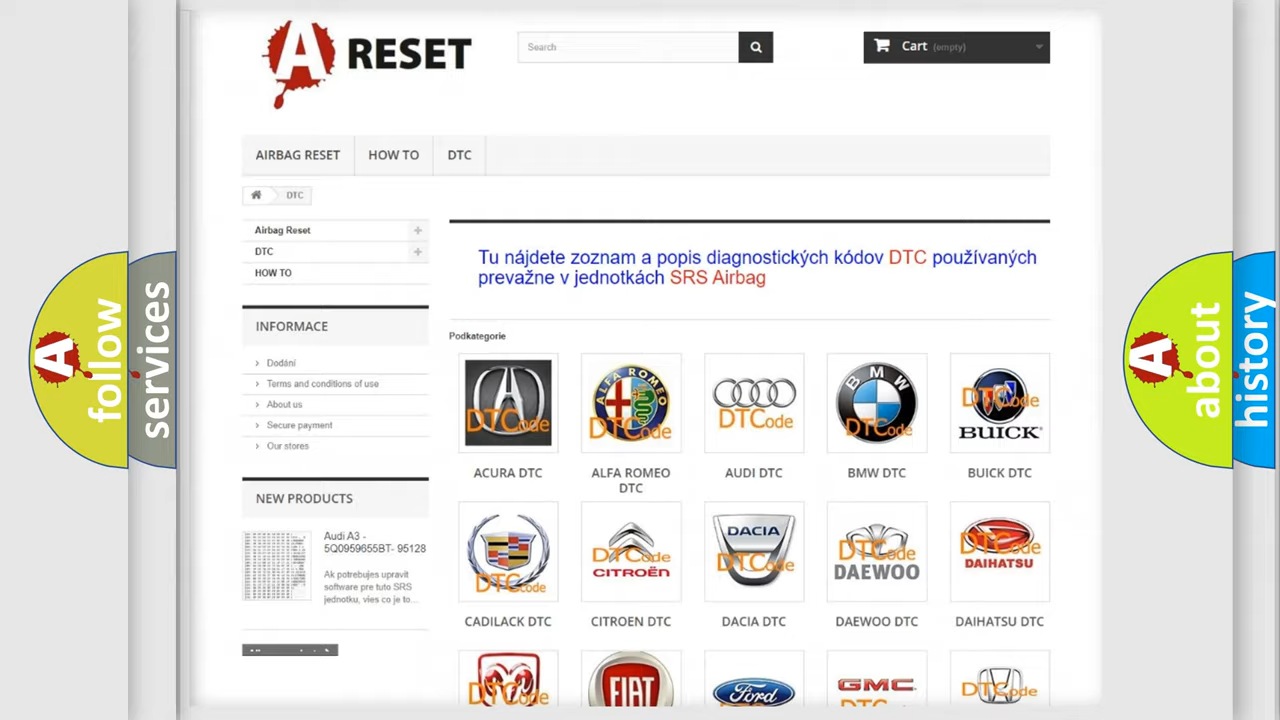 A RESET
Search
Cart (empty)
AIRBAG RESET
HOW TO
DTC
DTC
Airbag Reset
DTC
HOW TO
INFORMACE
Dodání
Terms and conditions of use
About us
Secure payment
Our stores
NEW PRODUCTS
Audi A3 -
5Q0959655BT- 95128
Ak potrebujes upravit
software pre tuto SRS
jednotku, vies co je to...
Tu nájdete zoznam a popis diagnostických kódov DTC používaných
prevažne v jednotkách SRS Airbag
Podkategorie
DTCode
ALFA ROMEO
DTCode
DTCode
BMW
DTCode
DTCode
BUICK
ACURA DTC
ALFA ROMEO
DTC
AUDI DTC
BMW DTC
BUICK DTC
DTCode
DTCode
CITROËN
DACIA
DTCode
DTCode
DAEWOO
DTCode
DAIHATSU
CADILACK DTC
CITROEN DTC
DACIA DTC
DAEWOO DTC
DAIHATSU DTC
DTCode
FIAT
Ford
GMC
DTCode
A follow
services
A about
history